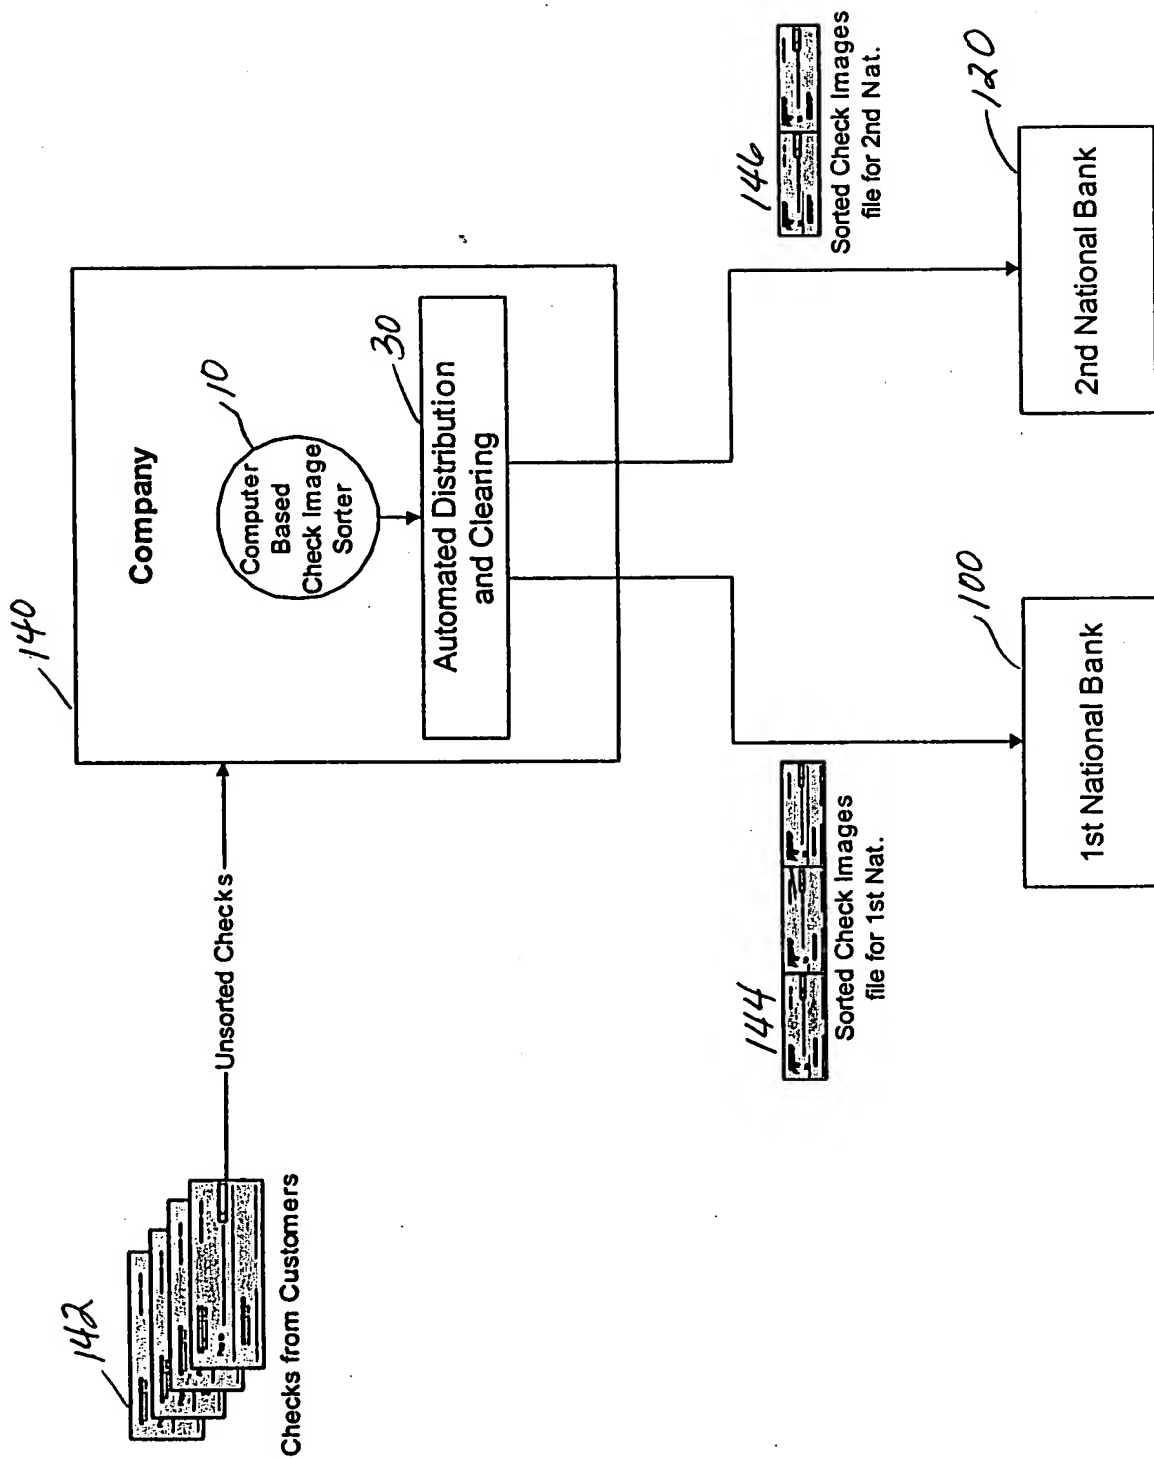 142
Checks from Customers
Unsorted Checks
140
Company
10
Computer
Based
Check Image
Sorter
30
Automated Distribution
and Clearing
144
Sorted Check Images
file for 1st Nat.
146
Sorted Check Images
file for 2nd Nat.
100
1st National Bank
120
2nd National Bank